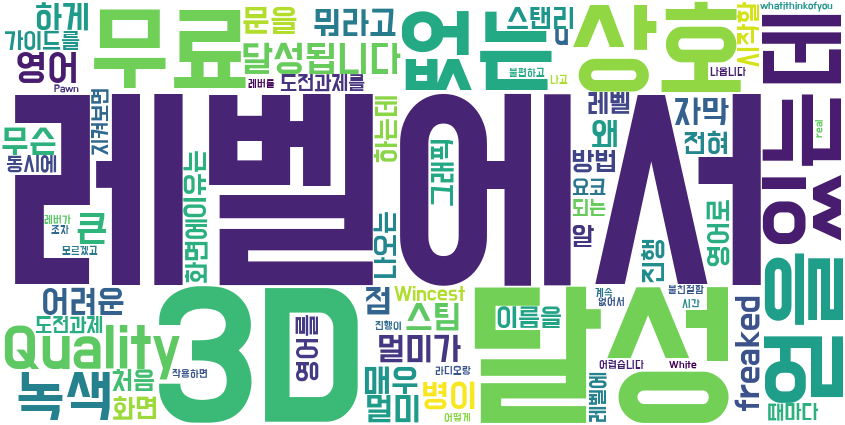 하게
가이드를
영어
Pawn
무료
문을
달성됩니다
레버를
도전과제를
뭐라고
없는
스탠리
u
불편하고
나고
상호
시작할
whatithinkofyou
나옵니다
있는데
real
무슨
동시에
지켜보면
레벨에서
하는데
그래픽
레벨
왜
자막
전혀
방법
요코
되는
알
화면에이유는
나오는
진행
영어로
큰
레버가
조자
모르겠고
어려운
도전과제
Quality
녹색
처음
화면
작용하면
3D
영어를
점
진행이
멀미가
매우
멀미
Wincest
스팀
라디오랑
병이
어떻게
달성
이름을
계속
없어서
불친절함
시간
어렵습니다
White
레벨에
freaked
원을
때마다